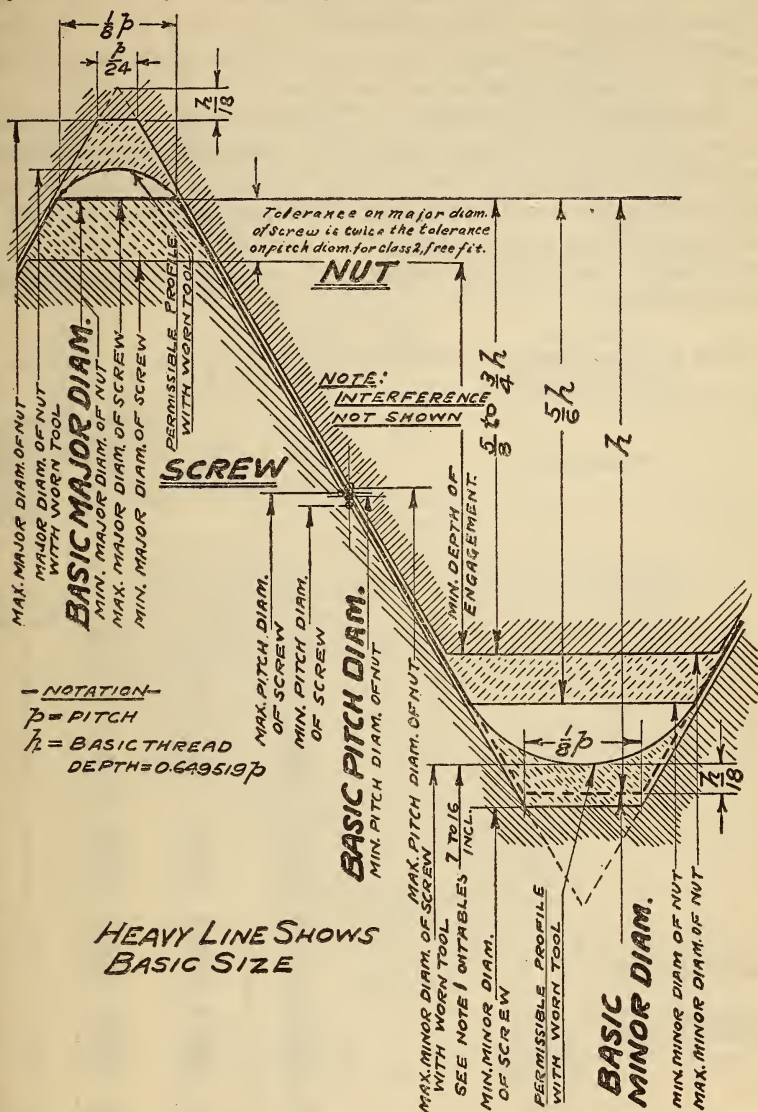 1/8 p
p/24
h/18
Tolerance on major diam.
of screw is twice the tolerance
on pitch diam. for class 2, free fit.
NUT
MAX. MAJOR DIAM. OF NUT
MAJOR DIAM. OF NUT
WITH WORN TOOL
BASIC MAJOR DIAM.
MIN. MAJOR DIAM. OF NUT
MAX. MAJOR DIAM. OF SCREW
MIN. MAJOR DIAM. OF SCREW
PERMISSIBLE PROFILE
WITH WORN TOOL
NOTE:
INTERFERENCE
NOT SHOWN
SCREW
MIN. DEPTH OF
ENGAGEMENT.
5/8 to 3/4 h
5/6 h
h
MAX. PITCH DIAM.
OF SCREW
MIN. PITCH DIAM.
OF SCREW
BASIC PITCH DIAM.
MIN. PITCH DIAM. OF NUT
MAX. PITCH DIAM. OF NUT
-NOTATION-
p = PITCH
h = BASIC THREAD
DEPTH=0.649519p
1/8 p
h/18
HEAVY LINE SHOWS
BASIC SIZE
MAX. MINOR DIAM. OF SCREW
WITH WORN TOOL
SEE NOTE 1 ON TABLES 7 TO 16
INCL.
MIN. MINOR DIAM.
OF SCREW
PERMISSIBLE PROFILE
WITH WORN TOOL
BASIC
MINOR DIAM.
MIN. MINOR DIAM OF NUT
MAX. MINOR DIAM. OF NUT